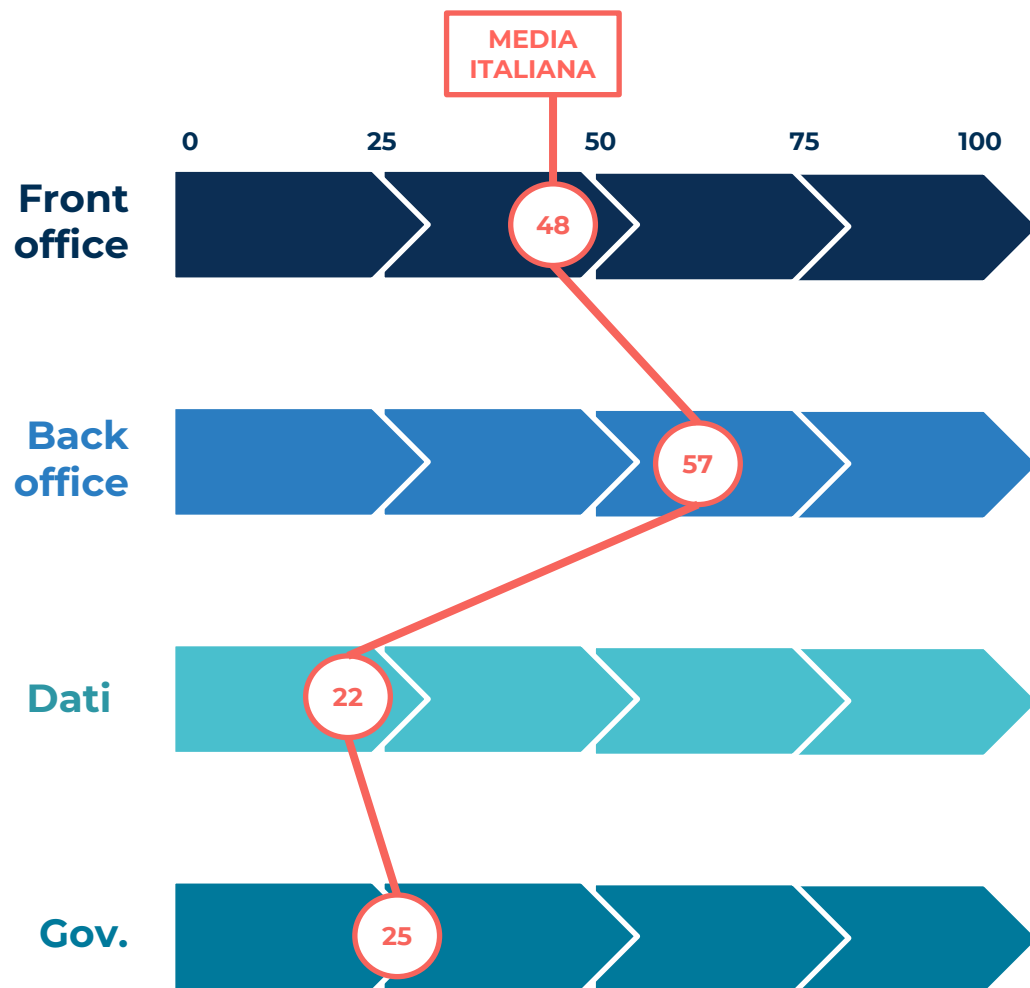 MEDIA
ITALIANA
0 25 50 75 100
Front
office
48
Back
office
57
Dati
22
Gov.
25